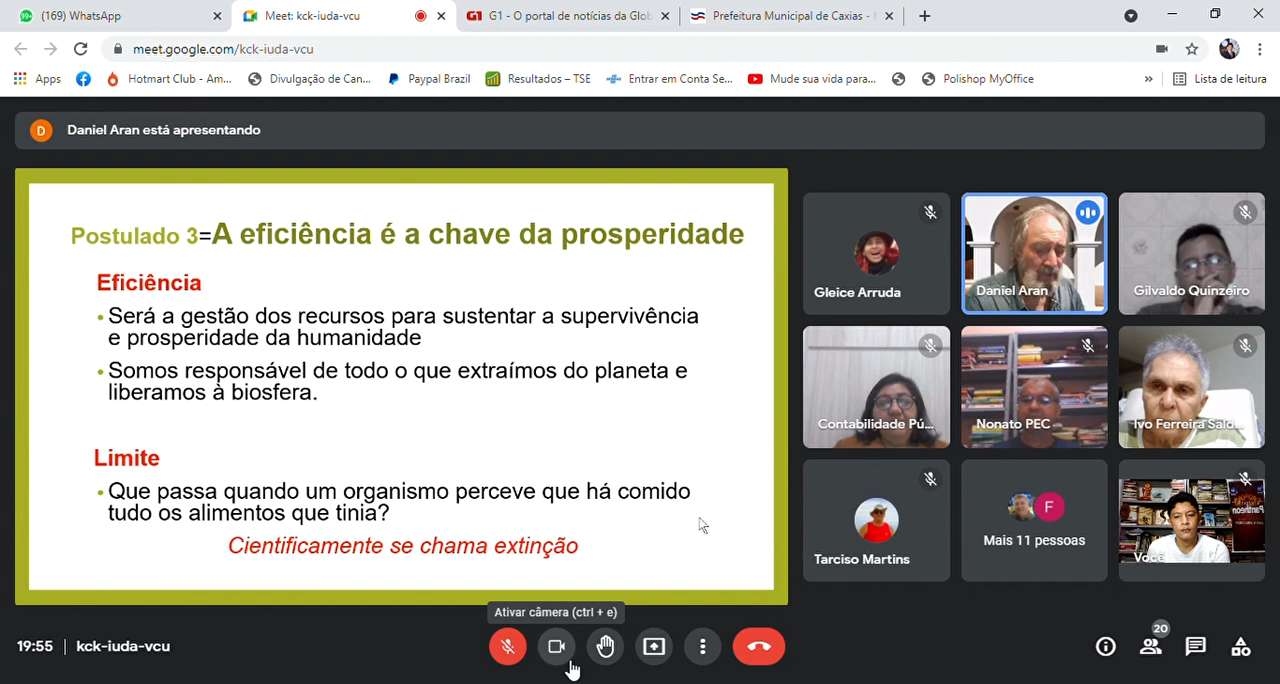 (169) WhatsApp
Meet: kck-iuda-vcu
G1 - O portal de notícias da Glob
Prefeitura Municipal de Caxias -
meet.google.com/kck-iuda-vcu
Apps
Hotmart Club - Am...
Divulgação de Can...
Paypal Brazil
Resultados – TSE
Entrar em Conta Se...
Mude sua vida para...
Polishop MyOffice
»
Lista de leitura
D
Daniel Aran está apresentando
Postulado 3=A eficiência é a chave da prosperidade
Eficiência
• Será a gestão dos recursos para sustentar a supervivência
e prosperidade da humanidade
• Somos responsável de todo o que extraímos do planeta e
liberamos à biosfera.
Limite
• Que passa quando um organismo perceve que há comido
tudo os alimentos que tinia?
Cientificamente se chama extinção
Gleice Arruda
Daniel Aran
Gilvaldo Quinzeiro
Contabilidade Pú...
Nonato PEC
Ivo Ferreira Sald...
Tarciso Martins
F
Mais 11 pessoas
Você
Ativar câmera (ctrl + e)
19:55 | kck-iuda-vcu
20